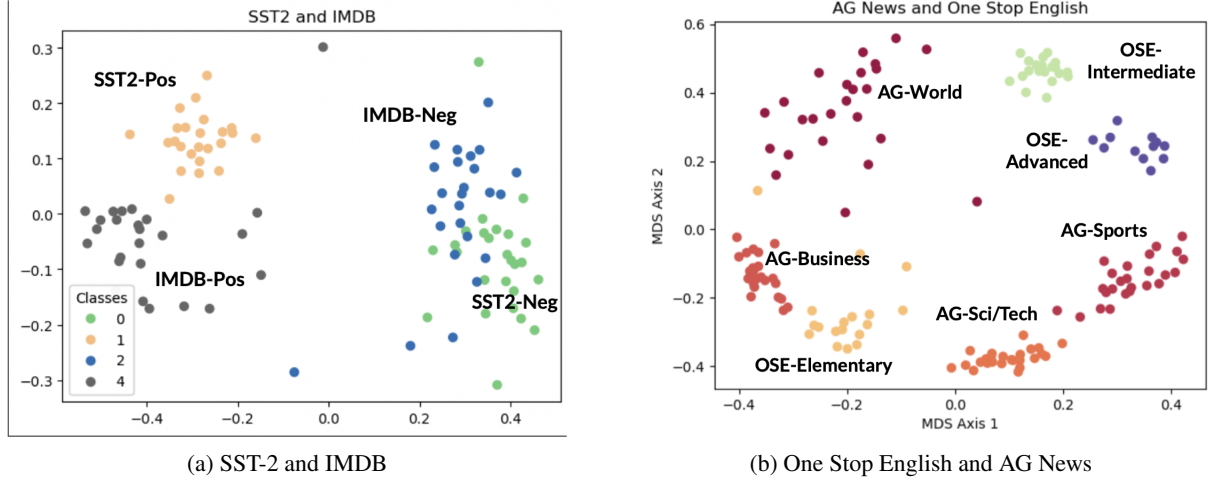 SST2 and IMDB
0.3
0.2
0.1
0.0
−0.1
−0.2
−0.3
SST2-Pos
IMDB-Neg
IMDB-Pos
SST2-Neg
Classes
0
1
2
4
−0.4
−0.2
0.0
0.2
0.4
(a) SST-2 and IMDB
AG News and One Stop English
MDS Axis 2
0.6
0.4
0.2
0.0
−0.2
−0.4
OSE-
Intermediate
AG-World
OSE-
Advanced
AG-Sports
AG-Business
AG-Sci/Tech
OSE-Elementary
−0.4
−0.2
0.0
0.2
0.4
MDS Axis 1
(b) One Stop English and AG News